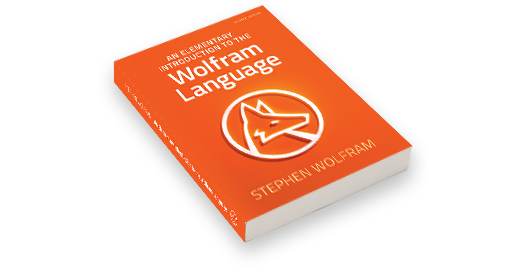 AN ELEMENTARY
INTRODUCTION TO THE
Wolfram
Language
STEPHEN WOLFRAM